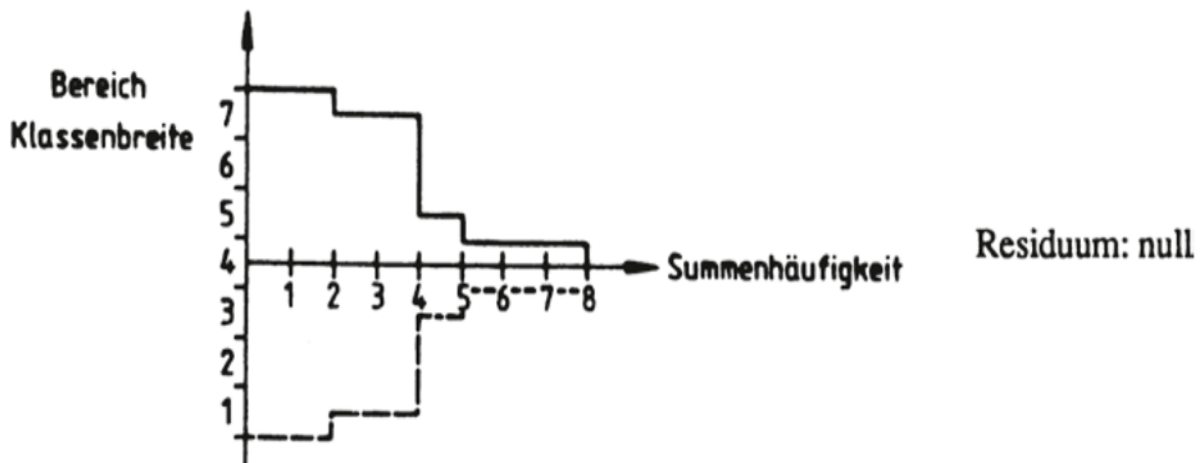 Bereich
Klassenbreite
7
6
5
4
3
2
1
1 2 3 4 5 6 7 8
Summenhäufigkeit
Residuum: null